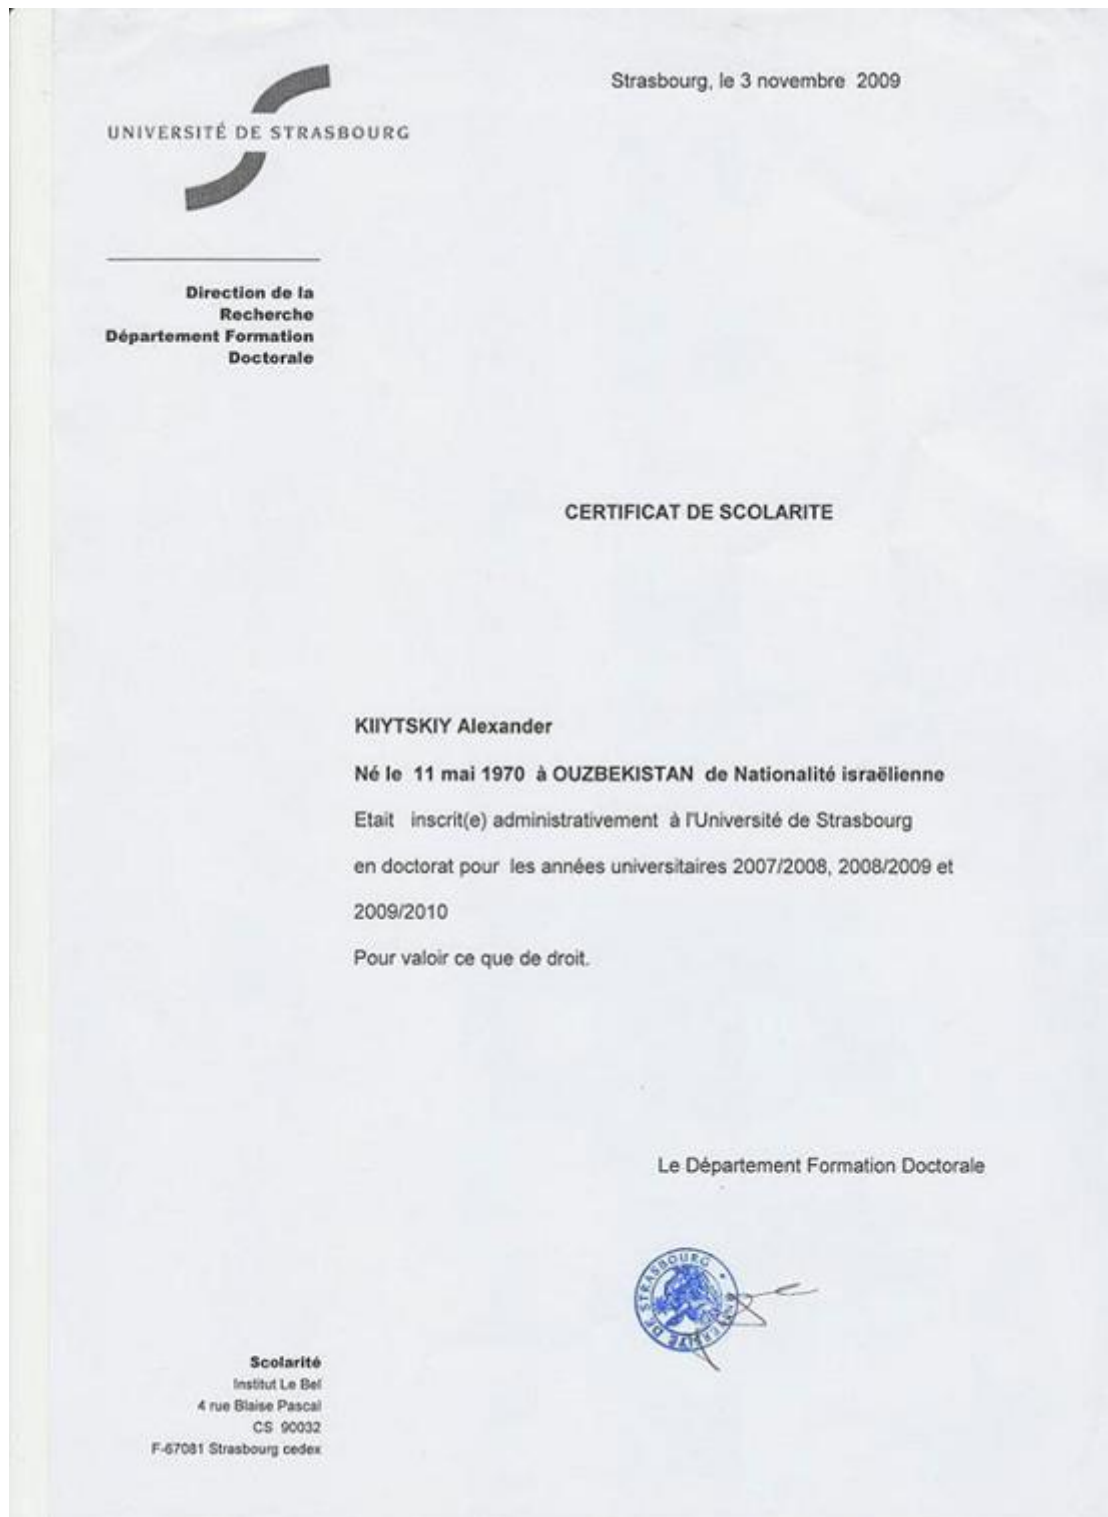 Strasbourg, le 3 novembre 2009
UNIVERSITÉ DE STRASBOURG
Direction de la
Recherche
Département Formation
Doctorale
CERTIFICAT DE SCOLARITE
KIIYTSKIY Alexander
Né le 11 mai 1970 à OUZBEKISTAN de Nationalité israëlienne
Etait inscrit(e) administrativement à l'Université de Strasbourg
en doctorat pour les années universitaires 2007/2008, 2008/2009 et
2009/2010
Pour valoir ce que de droit.
Le Département Formation Doctorale
UNIVERSITÉ DE STRASBOURG
Scolarité
Institut Le Bel
4 rue Blaise Pascal
CS 90032
F-67081 Strasbourg cedex